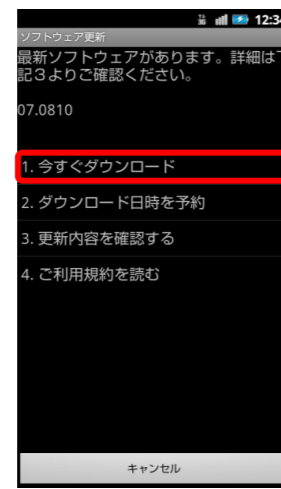 12:34
ソフトウェア更新
最新ソフトウェアがあります。詳細は下
記3よりご確認ください。
07.0810
1. 今すぐダウンロード
2. ダウンロード日時を予約
3. 更新内容を確認する
4. ご利用規約を読む
キャンセル